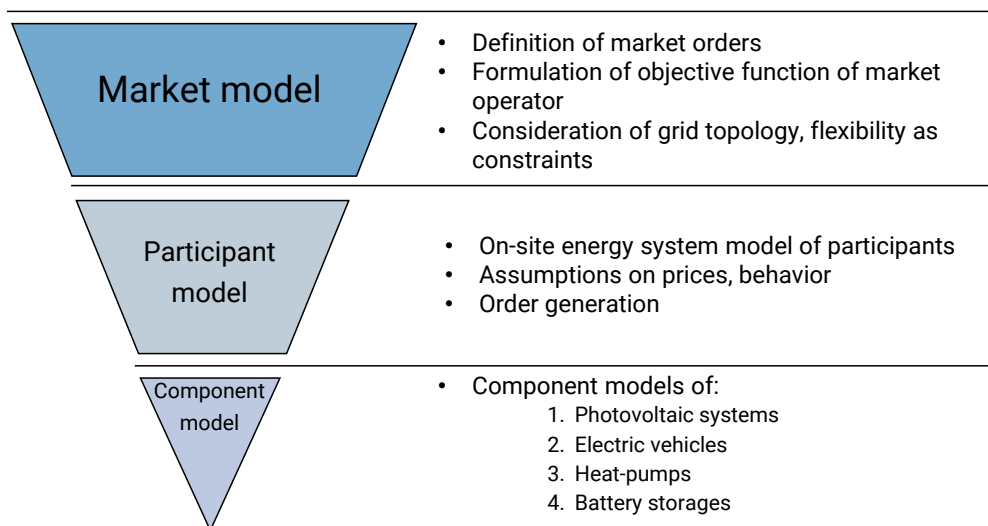 Market model
• Definition of market orders
• Formulation of objective function of market
operator
• Consideration of grid topology, flexibility as
constraints
Participant
model
• On-site energy system model of participants
• Assumptions on prices, behavior
• Order generation
Component
model
• Component models of:
1. Photovoltaic systems
2. Electric vehicles
3. Heat-pumps
4. Battery storages